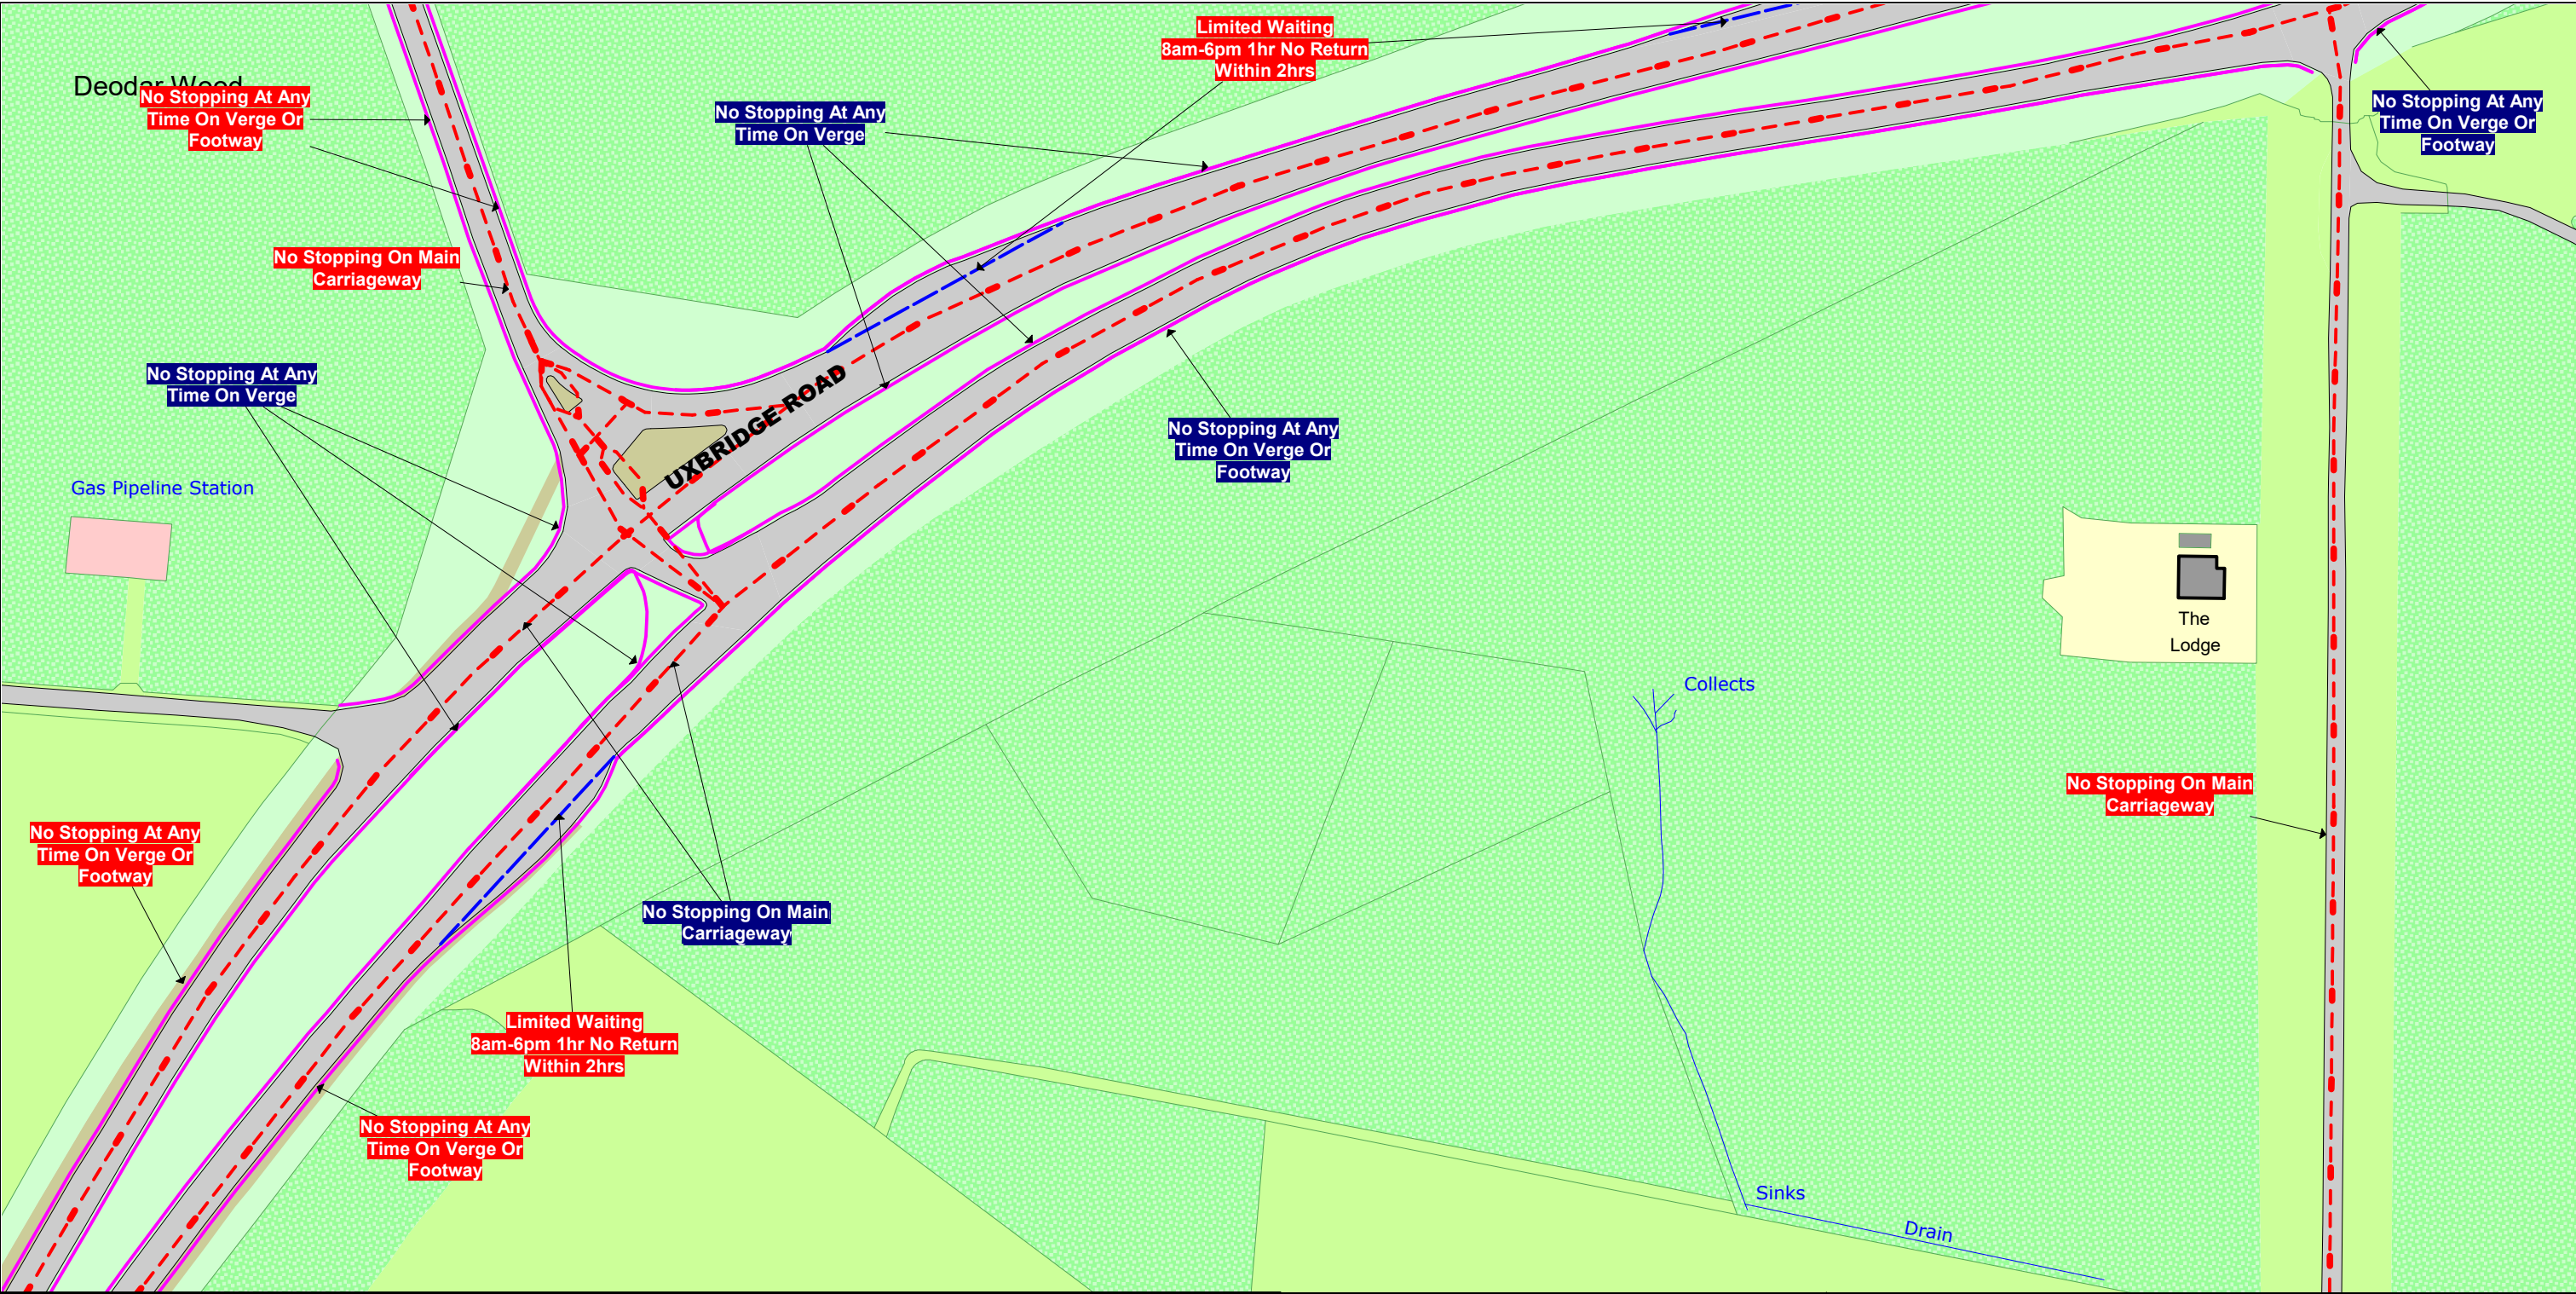 Limited Waiting
8am-6pm 1hr No Return
Within 2hrs
Deodar Wood
No Stopping At Any
Time On Verge Or
Footway
No Stopping At Any
Time On Verge
No Stopping At Any
Time On Verge Or
Footway
No Stopping On Main
Carriageway
No Stopping At Any
Time On Verge
UXBRIDGE ROAD
No Stopping At Any
Time On Verge Or
Footway
Gas Pipeline Station
The
Lodge
Collects
No Stopping On Main
Carriageway
No Stopping At Any
Time On Verge Or
Footway
No Stopping On Main
Carriageway
Limited Waiting
8am-6pm 1hr No Return
Within 2hrs
No Stopping At Any
Time On Verge Or
Footway
Sinks
Drain